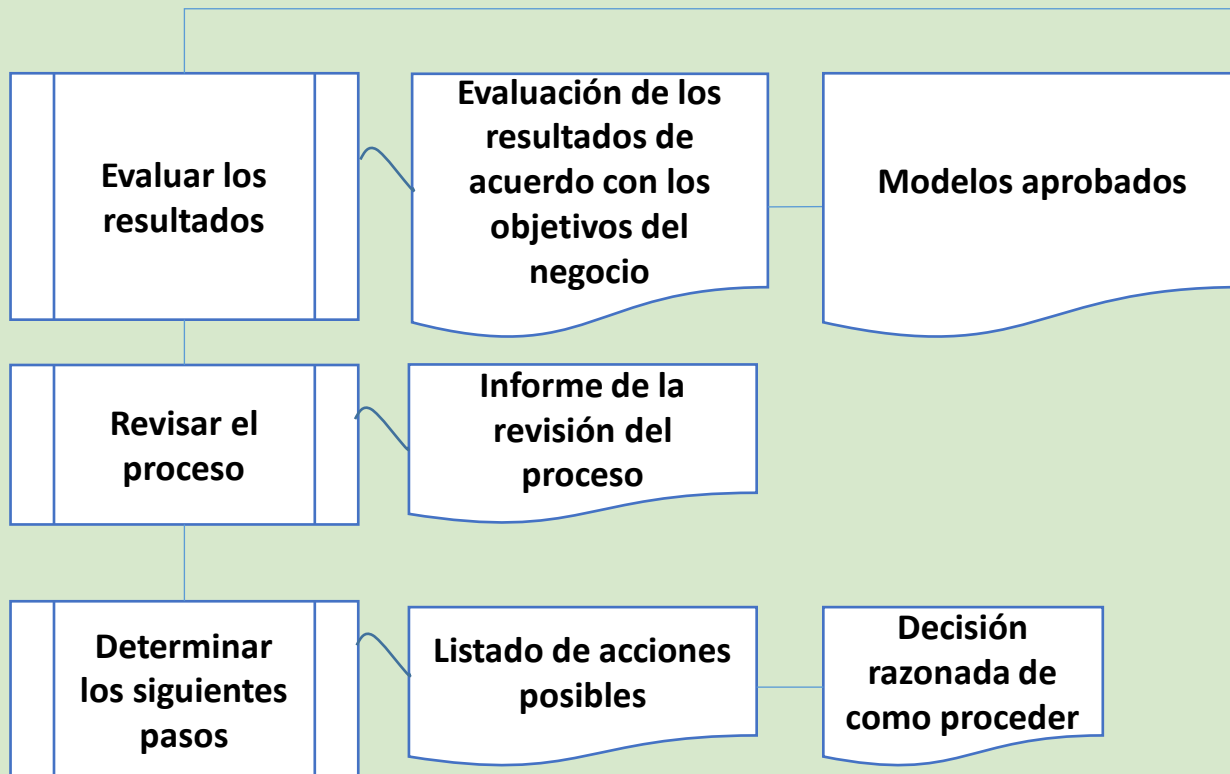 Evaluar los
resultados
Evaluación de los
resultados de
acuerdo con los
objetivos del
negocio
Modelos aprobados
Revisar el
proceso
Informe de la
revisión del
proceso
Determinar
los siguientes
pasos
Listado de acciones
posibles
Decisión
razonada de
como proceder